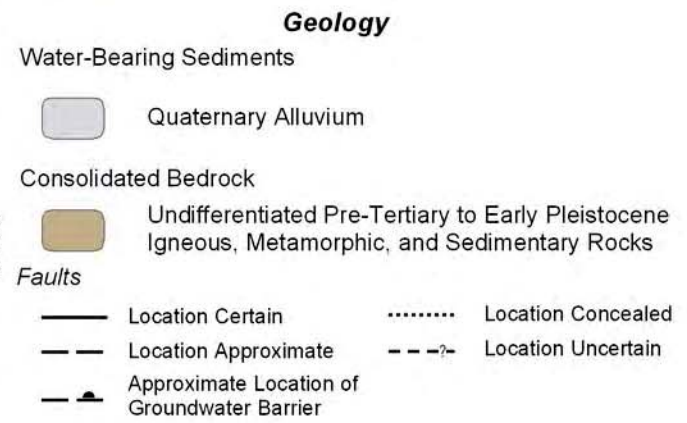 Geology
Water-Bearing Sediments
Quaternary Alluvium
Consolidated Bedrock
Undifferentiated Pre-Tertiary to Early Pleistocene
Igneous, Metamorphic, and Sedimentary Rocks
Faults
Location Certain
Location Concealed
Location Approximate
?
Location Uncertain
Approximate Location of
Groundwater Barrier